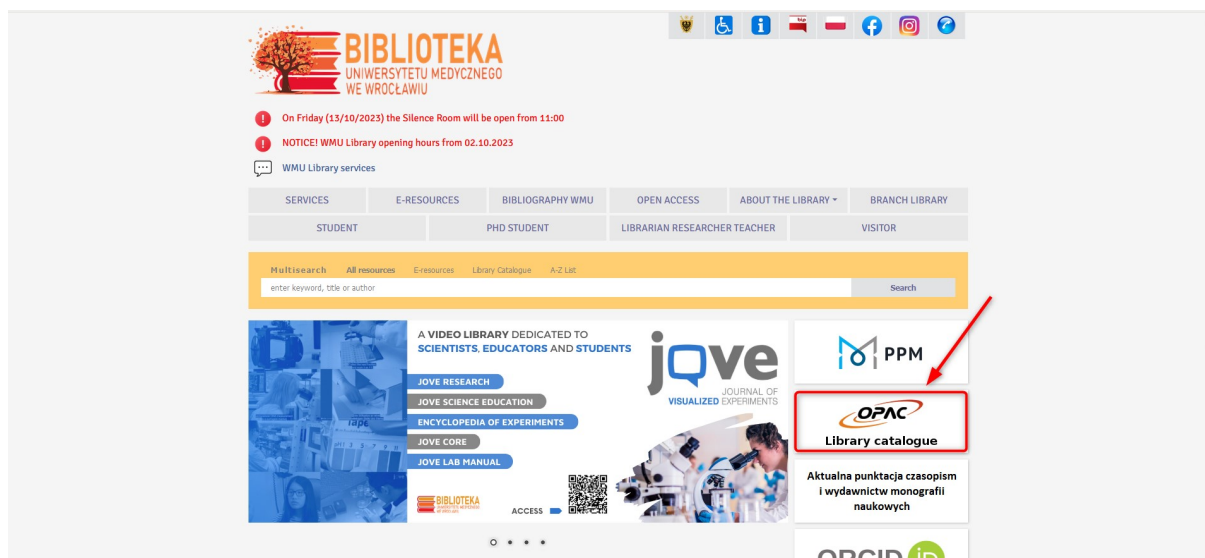 BIBLIOTEKA
UNIWERSYTETU MEDYCZNEGO
WE WROCŁAWIU
On Friday (13/10/2023) the Silence Room will be open from 11:00
NOTICE! WMU Library opening hours from 02.10.2023
WMU Library services
SERVICES E-RESOURCES BIBLIOGRAPHY WMU OPEN ACCESS ABOUT THE LIBRARY BRANCH LIBRARY
STUDENT PHD STUDENT LIBRARIAN RESEARCHER TEACHER VISITOR
Multisearch All resources E-resources Library Catalogue A-Z List
enter keyword, title or author Search
A VIDEO LIBRARY DEDICATED TO
SCIENTISTS, EDUCATORS AND STUDENTS
JOVE RESEARCH
JOVE SCIENCE EDUCATION
ENCYCLOPEDIA OF EXPERIMENTS
JOVE CORE
JOVE LAB MANUAL
BIBLIOTEKA
ACCESS
jove
JOURNAL OF
VISUALIZED EXPERIMENTS
PPM
OPAC
Library catalogue
Aktualna punktacja czasopism
i wydawnictw monografii
naukowych
ORCID iD